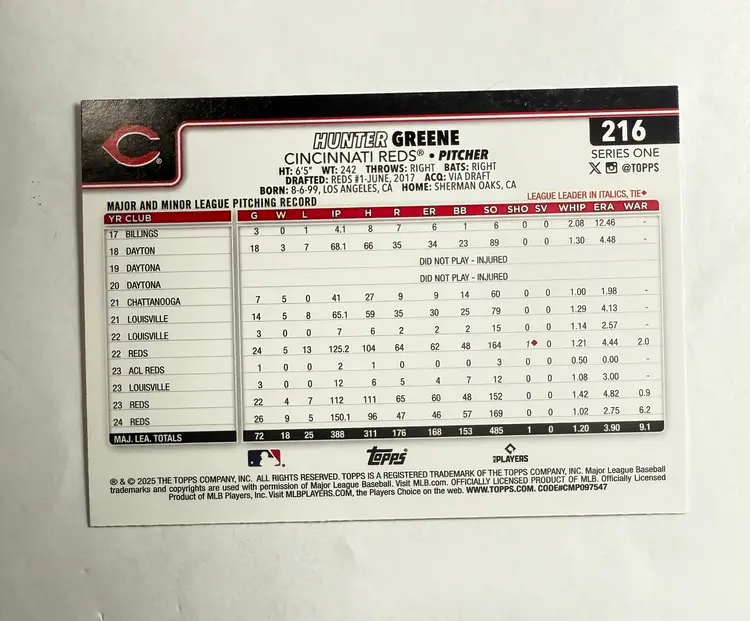 C
HUNTER GREENE
CINCINNATI REDS® • PITCHER
HT: 6'5" WT: 242 THROWS: RIGHT BATS: RIGHT
DRAFTED: REDS #1-JUNE, 2017 ACQ: VIA DRAFT
BORN: 8-6-99, LOS ANGELES, CA HOME: SHERMAN OAKS, CA
216
SERIES ONE
X @TOPPS
MAJOR AND MINOR LEAGUE PITCHING RECORD
LEAGUE LEADER IN ITALICS, TIE♦
YR CLUB G W L IP H R ER BB SO SHO SV WHIP ERA WAR
17 BILLINGS 3 0 1 4.1 8 7 6 1 6 0 0 2.08 12.46 -
18 DAYTON 18 3 7 68.1 66 35 34 23 89 0 0 1.30 4.48 -
19 DAYTONA DID NOT PLAY - INJURED
20 DAYTONA DID NOT PLAY - INJURED
21 CHATTANOOGA 7 5 0 41 27 9 9 14 60 0 0 1.00 1.98 -
21 LOUISVILLE 14 5 8 65.1 59 35 30 25 79 0 0 1.29 4.13 -
22 LOUISVILLE 3 0 0 7 6 2 2 2 15 0 0 1.14 2.57 -
22 REDS 24 5 13 125.2 104 64 62 48 164 1♦ 0 1.21 4.44 2.0
23 ACL REDS 1 0 0 2 1 0 0 0 3 0 0 0.50 0.00 -
23 LOUISVILLE 3 0 0 12 6 5 4 7 12 0 0 1.08 3.00 -
23 REDS 22 4 7 112 111 65 60 48 152 0 0 1.42 4.82 0.9
24 REDS 26 9 5 150.1 96 47 46 57 169 0 0 1.02 2.75 6.2
MAJ. LEA. TOTALS 72 18 25 388 311 176 168 153 485 1 0 1.20 3.90 9.1
Topps
PLAYERS
® & © 2025 THE TOPPS COMPANY, INC. ALL RIGHTS RESERVED. TOPPS IS A REGISTERED TRADEMARK OF THE TOPPS COMPANY, INC. Major League Baseball
trademarks and copyrights are used with permission of Major League Baseball. Visit MLB.com. OFFICIALLY LICENSED PRODUCT OF MLB. Officially Licensed
Product of MLB Players, Inc. Visit MLBPLAYERS.COM, the Players Choice on the web. WWW.TOPPS.COM. CODE#CMP097547